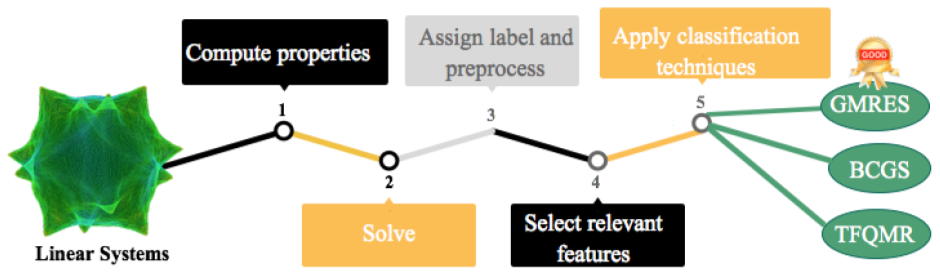 Compute properties
Assign label and
preprocess
Apply classification
techniques
GOOD
1
3
5
GMRES
2
4
BCGS
Solve
Select relevant
features
TFQMR
Linear Systems